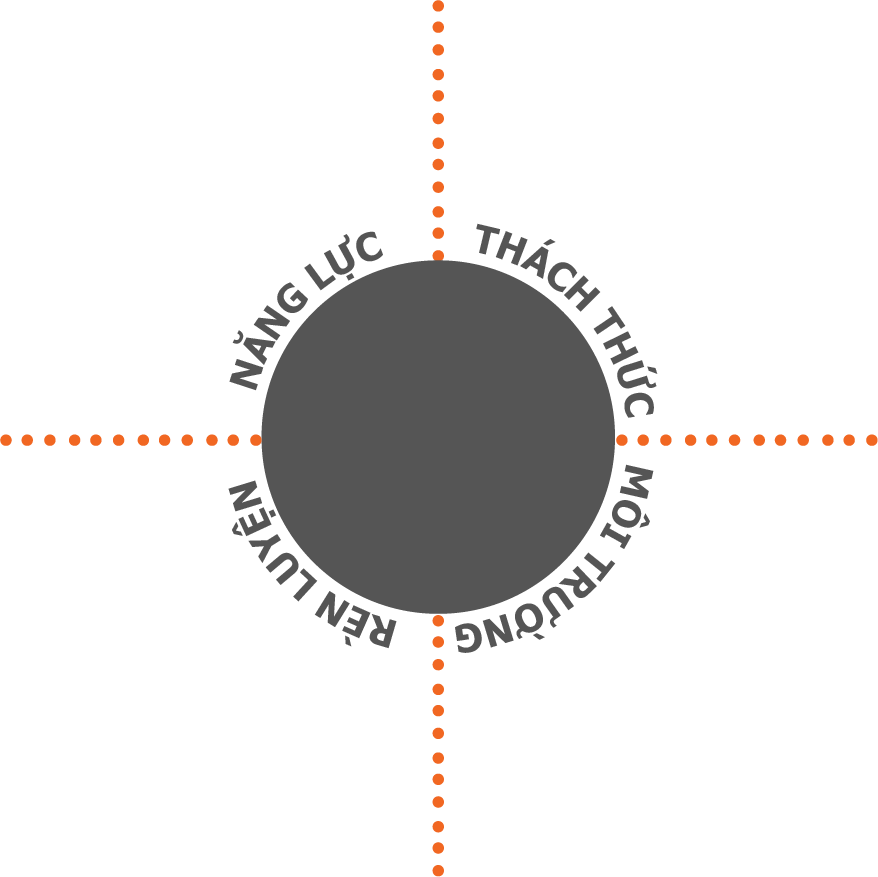 NĂNG LỰC
THÁCH THỨC
MÔI TRƯỜNG
RÈN LUYỆN